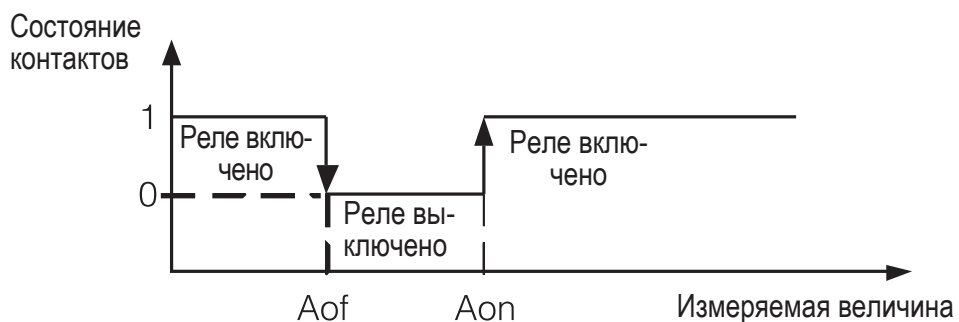 Состояние
контактов
1
Реле вклю-
чено
Реле вклю-
чено
0
Реле вы-
ключено
Aof
Aon
Измеряемая величина